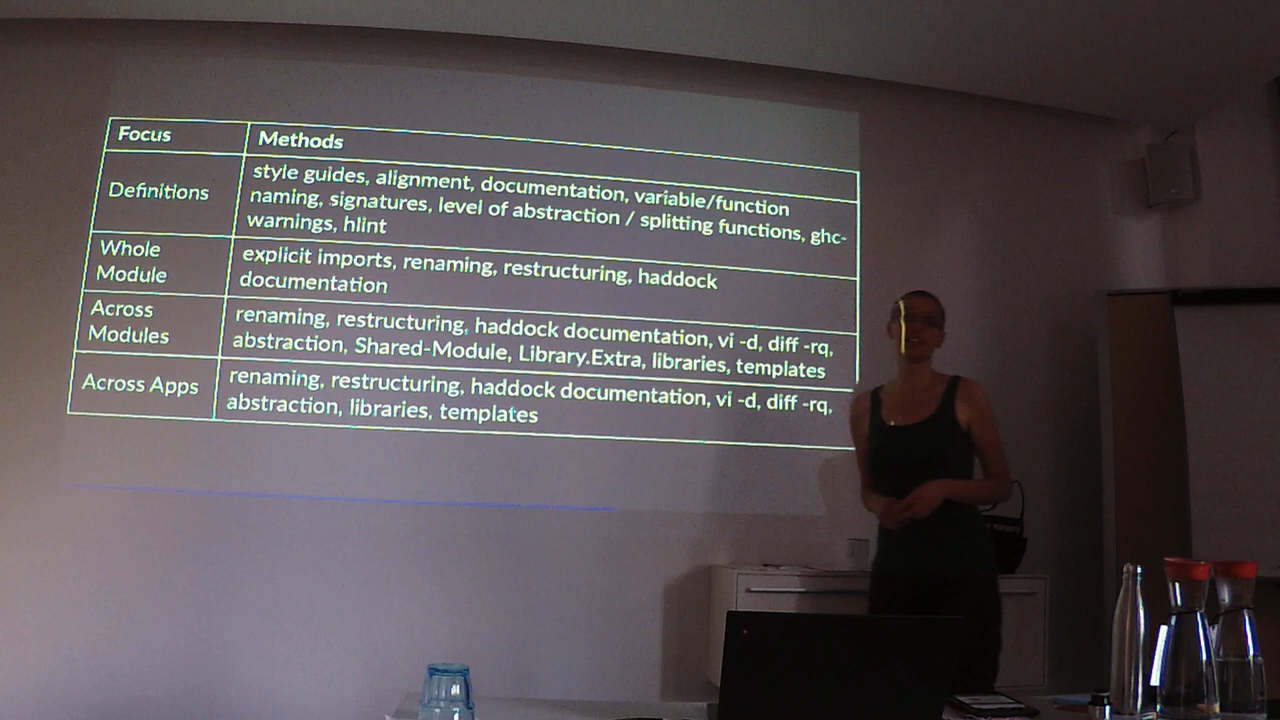 Focus
Methods
Definitions
style guides, alignment, documentation, variable/function
naming, signatures, level of abstraction / splitting functions, ghc-
warnings, hlint
Whole
Module
explicit imports, renaming, restructuring, haddock
documentation
Across
Modules
renaming, restructuring, haddock documentation, vi -d, diff -rq,
abstraction, Shared-Module, Library.Extra, libraries, templates
Across Apps
renaming, restructuring, haddock documentation, vi -d, diff -rq,
abstraction, libraries, templates